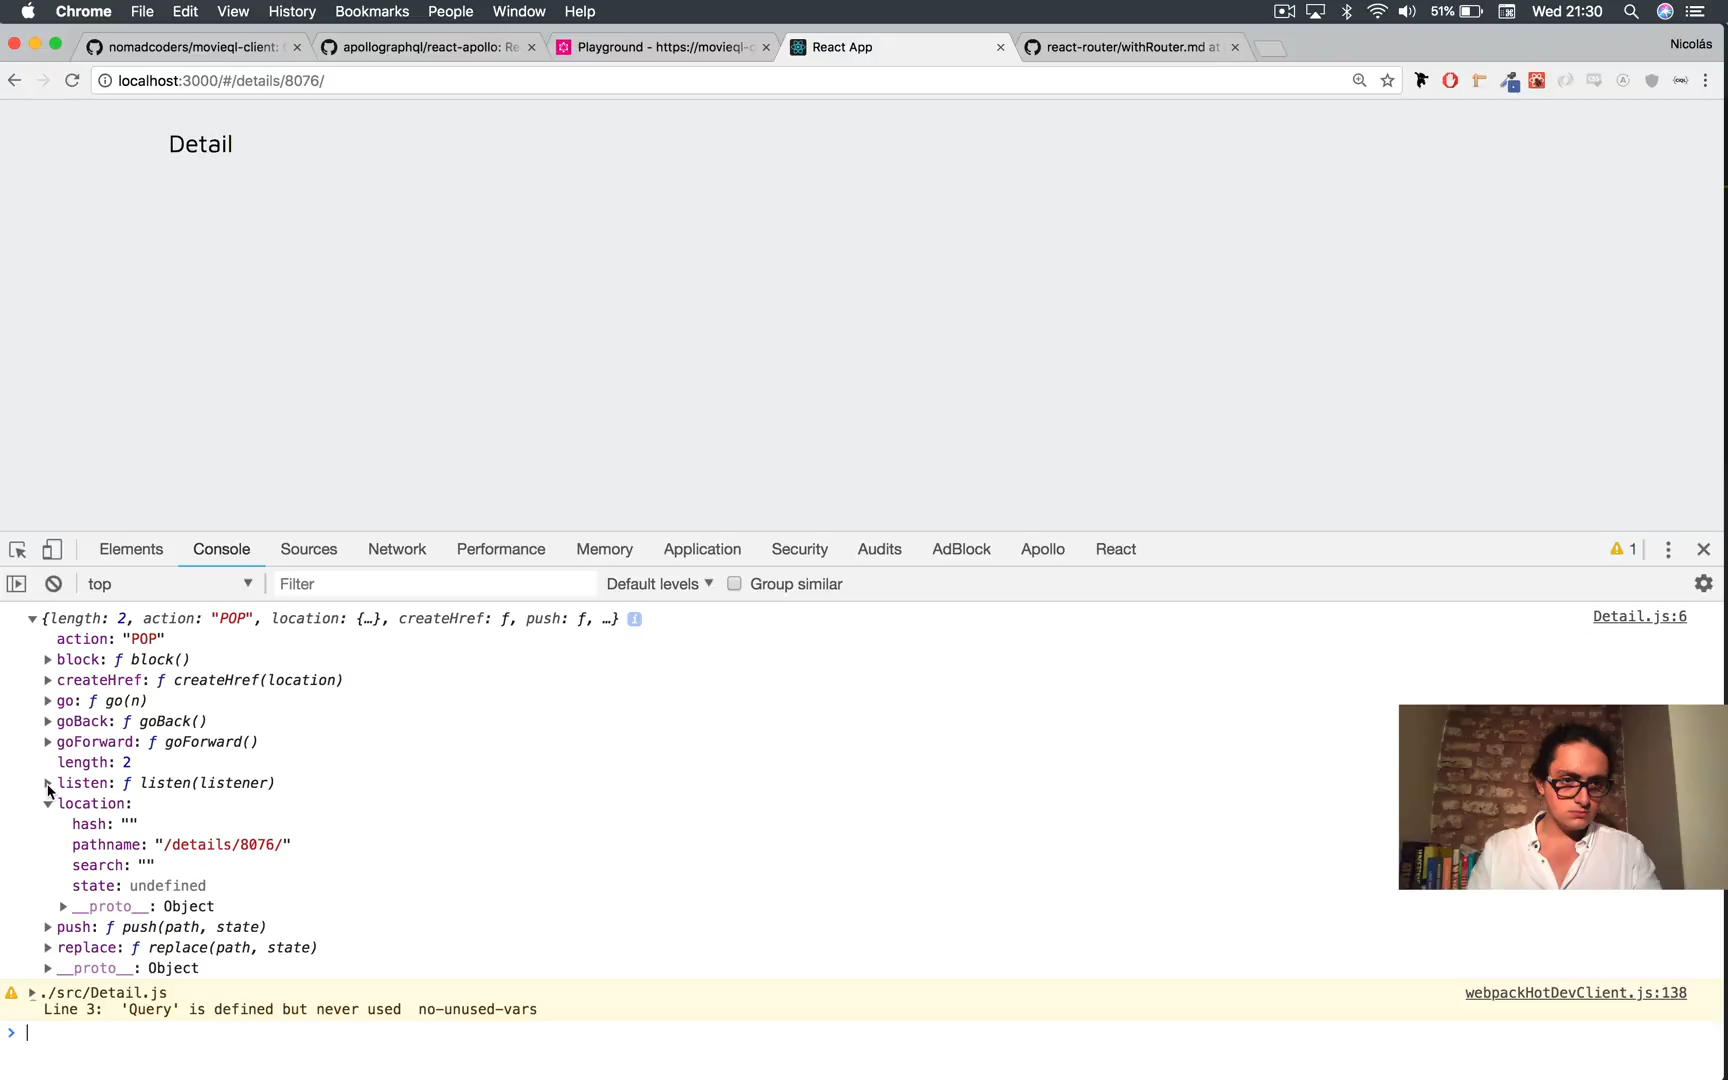 Chrome File Edit View History Bookmarks People Window Help 51% Wed 21:30
nomadcoders/movieql-client: apollographql/react-apollo: Re Playground - https://movieql-c React App react-router/withRouter.md at Nicolás
localhost:3000/#/details/8076/
Detail
Elements Console Sources Network Performance Memory Application Security Audits AdBlock Apollo React 1
top Filter Default levels Group similar
{length: 2, action: "POP", location: {…}, createHref: ƒ, push: ƒ, …} Detail.js:6
action: "POP"
block: ƒ block()
createHref: ƒ createHref(location)
go: ƒ go(n)
goBack: ƒ goBack()
goForward: ƒ goForward()
length: 2
listen: ƒ listen(listener)
location:
hash: ""
pathname: "/details/8076/"
search: ""
state: undefined
__proto__: Object
push: ƒ push(path, state)
replace: ƒ replace(path, state)
__proto__: Object
./src/Detail.js webpackHotDevClient.js:138
Line 3: 'Query' is defined but never used no-unused-vars